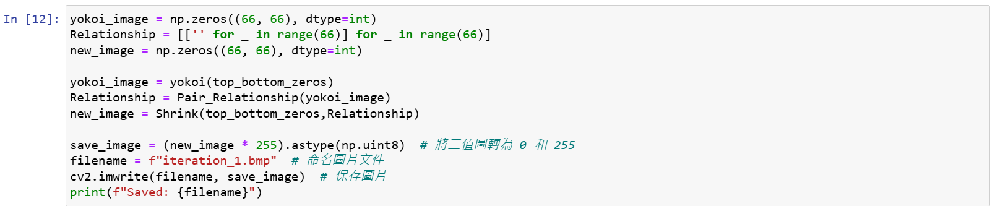 In [12]: yokoi_image = np.zeros((66, 66), dtype=int)
Relationship = [['' for _ in range(66)] for _ in range(66)]
new_image = np.zeros((66, 66), dtype=int)
yokoi_image = yokoi(top_bottom_zeros)
Relationship = Pair_Relationship(yokoi_image)
new_image = Shrink(top_bottom_zeros,Relationship)
save_image = (new_image * 255).astype(np.uint8)  # 將二值圖轉為 0 和 255
filename = f"iteration_1.bmp"  # 命名圖片文件
cv2.imwrite(filename, save_image)  # 保存圖片
print(f"Saved: {filename}")